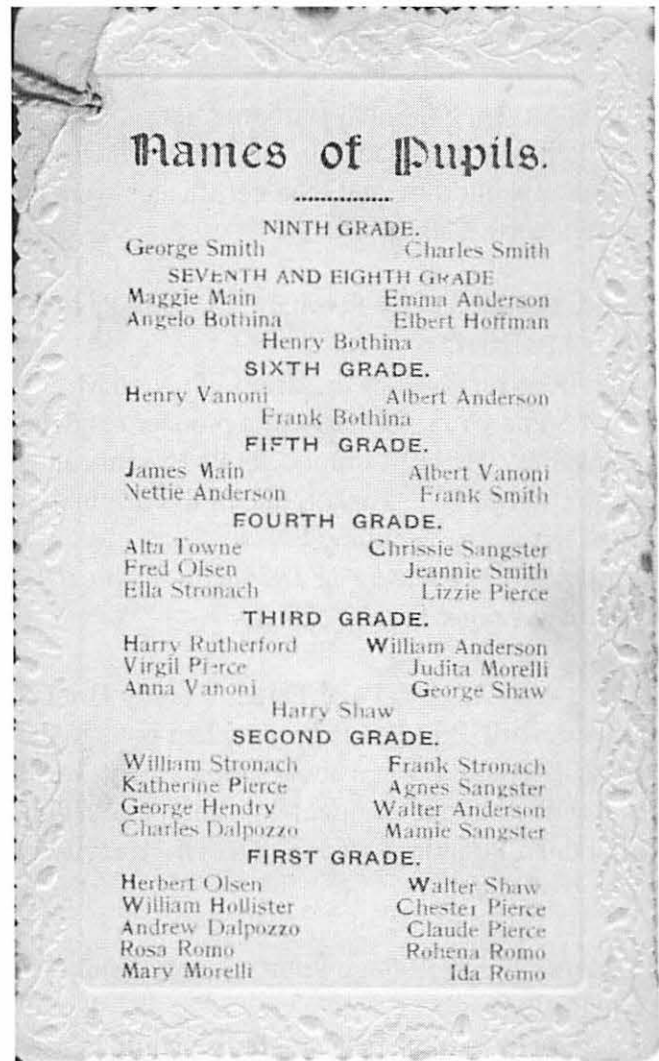 Names of Pupils.
NINTH GRADE.
George Smith Charles Smith
SEVENTH AND EIGHTH GRADE
Maggie Main Emma Anderson
Angelo Bothina Elbert Hoffman
Henry Bothina
SIXTH GRADE.
Henry Vanoni Albert Anderson
Frank Bothina
FIFTH GRADE.
James Main Albert Vanoni
Nettie Anderson Frank Smith
FOURTH GRADE.
Alta Towne Chrissie Sangster
Fred Olsen Jeannie Smith
Ella Stronach Lizzie Pierce
THIRD GRADE.
Harry Rutherford William Anderson
Virgil Pierce Judita Morelli
Anna Vanoni George Shaw
Harry Shaw
SECOND GRADE.
William Stronach Frank Stronach
Katherine Pierce Agnes Sangster
George Hendry Walter Anderson
Charles Dalpozzo Mamie Sangster
FIRST GRADE.
Herbert Olsen Walter Shaw
William Hollister Chester Pierce
Andrew Dalpozzo Claude Pierce
Rosa Romo Rohena Romo
Mary Morelli Ida Romo